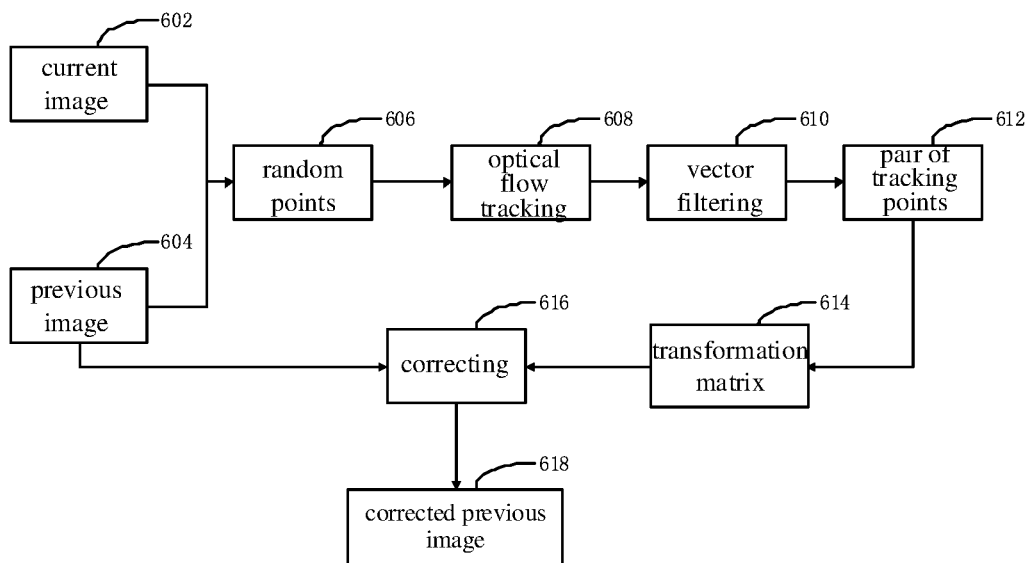 602
current
image
606
608
610
612
random
points
optical
flow
tracking
vector
filtering
pair of
tracking
points
604
previous
image
616
614
correcting
transformation
matrix
618
corrected previous
image